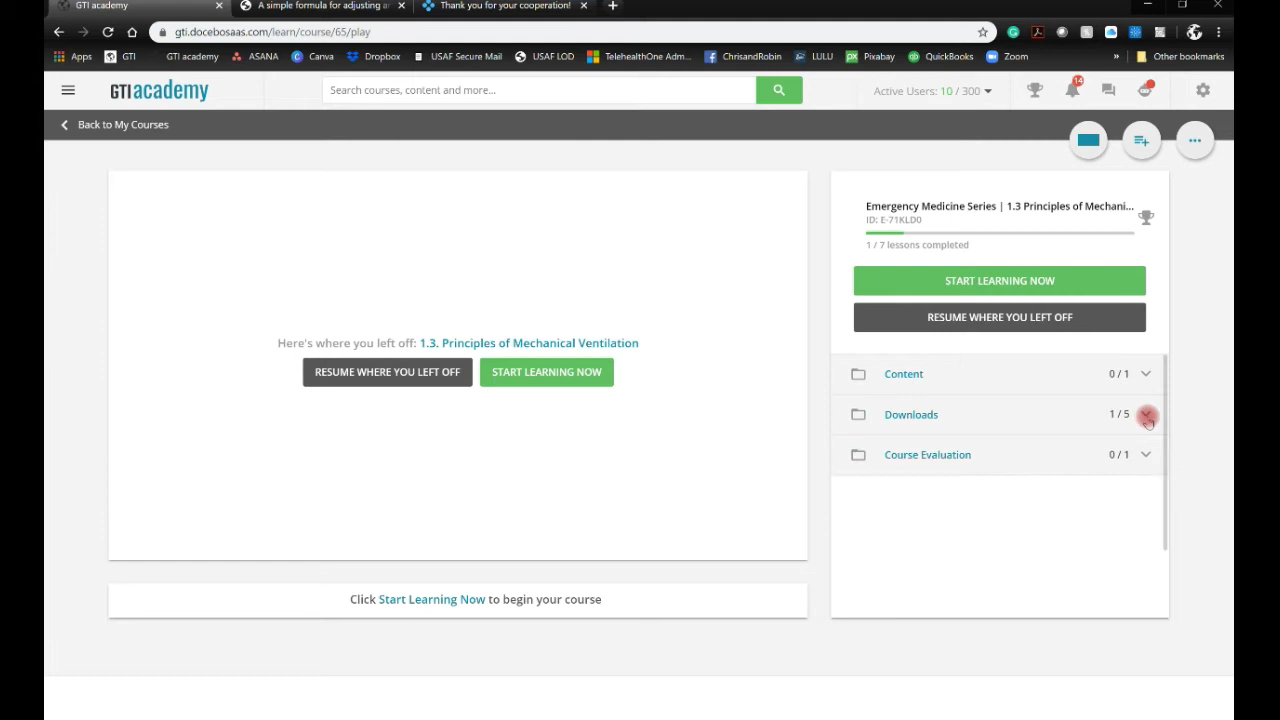 GTI academy
A simple formula for adjusting ar
Thank you for your cooperation!
gti.docebosaas.com/learn/course/65/play
Apps
GTI
GTI academy
ASANA
Canva
Dropbox
USAF Secure Mail
USAF LOD
TelehealthOne Adm...
ChrisandRobin
LULU
Pixabay
QuickBooks
Zoom
»
Other bookmarks
GTI academy
Search courses, content and more...
Active Users: 10 / 300
14
Back to My Courses
Here's where you left off: 1.3. Principles of Mechanical Ventilation
RESUME WHERE YOU LEFT OFF
START LEARNING NOW
Click Start Learning Now to begin your course
Emergency Medicine Series | 1.3 Principles of Mechani...
ID: E-71KLD0
1 / 7 lessons completed
START LEARNING NOW
RESUME WHERE YOU LEFT OFF
Content 0 / 1
Downloads 1 / 5
Course Evaluation 0 / 1